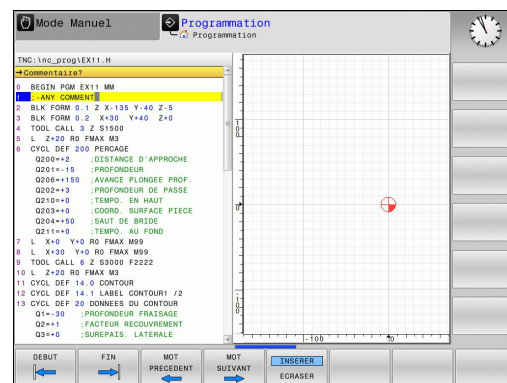 Mode Manuel
Programmation
Programmation
TNC:\nc_prog\EX11.H
→Commentaire?
0 BEGIN PGM EX11 MM
1 ;-ANY COMMENT
2 BLK FORM 0.1 Z X-135 Y-40 Z-5
3 BLK FORM 0.2 X+30 Y+40 Z+0
4 TOOL CALL 3 Z S1500
5 L Z+20 R0 FMAX M3
6 CYCL DEF 200 PERCAGE
Q200=+2 ;DISTANCE D'APPROCHE
Q201=-15 ;PROFONDEUR
Q206=+150 ;AVANCE PLONGEE PROF.
Q202=+3 ;PROFONDEUR DE PASSE
Q210=+0 ;TEMPO. EN HAUT
Q203=+0 ;COORD. SURFACE PIECE
Q204=+50 ;SAUT DE BRIDE
Q211=+0 ;TEMPO. AU FOND
7 L X+0 Y+0 R0 FMAX M99
8 L X+30 Y+0 R0 FMAX M99
9 TOOL CALL 6 Z S3000 F2222
10 L Z+20 R0 FMAX M3
11 CYCL DEF 14.0 CONTOUR
12 CYCL DEF 14.1 LABEL CONTOUR1 /2
13 CYCL DEF 20 DONNEES DU CONTOUR
Q1=-30 ;PROFONDEUR FRAISAGE
Q2=+1 ;FACTEUR RECOUVREMENT
Q3=+0 ;SUREPAIS. LATERALE
100
0
-100
-100
0
DEBUT
FIN
MOT PRECEDENT
MOT SUIVANT
INSERER
ECRASER